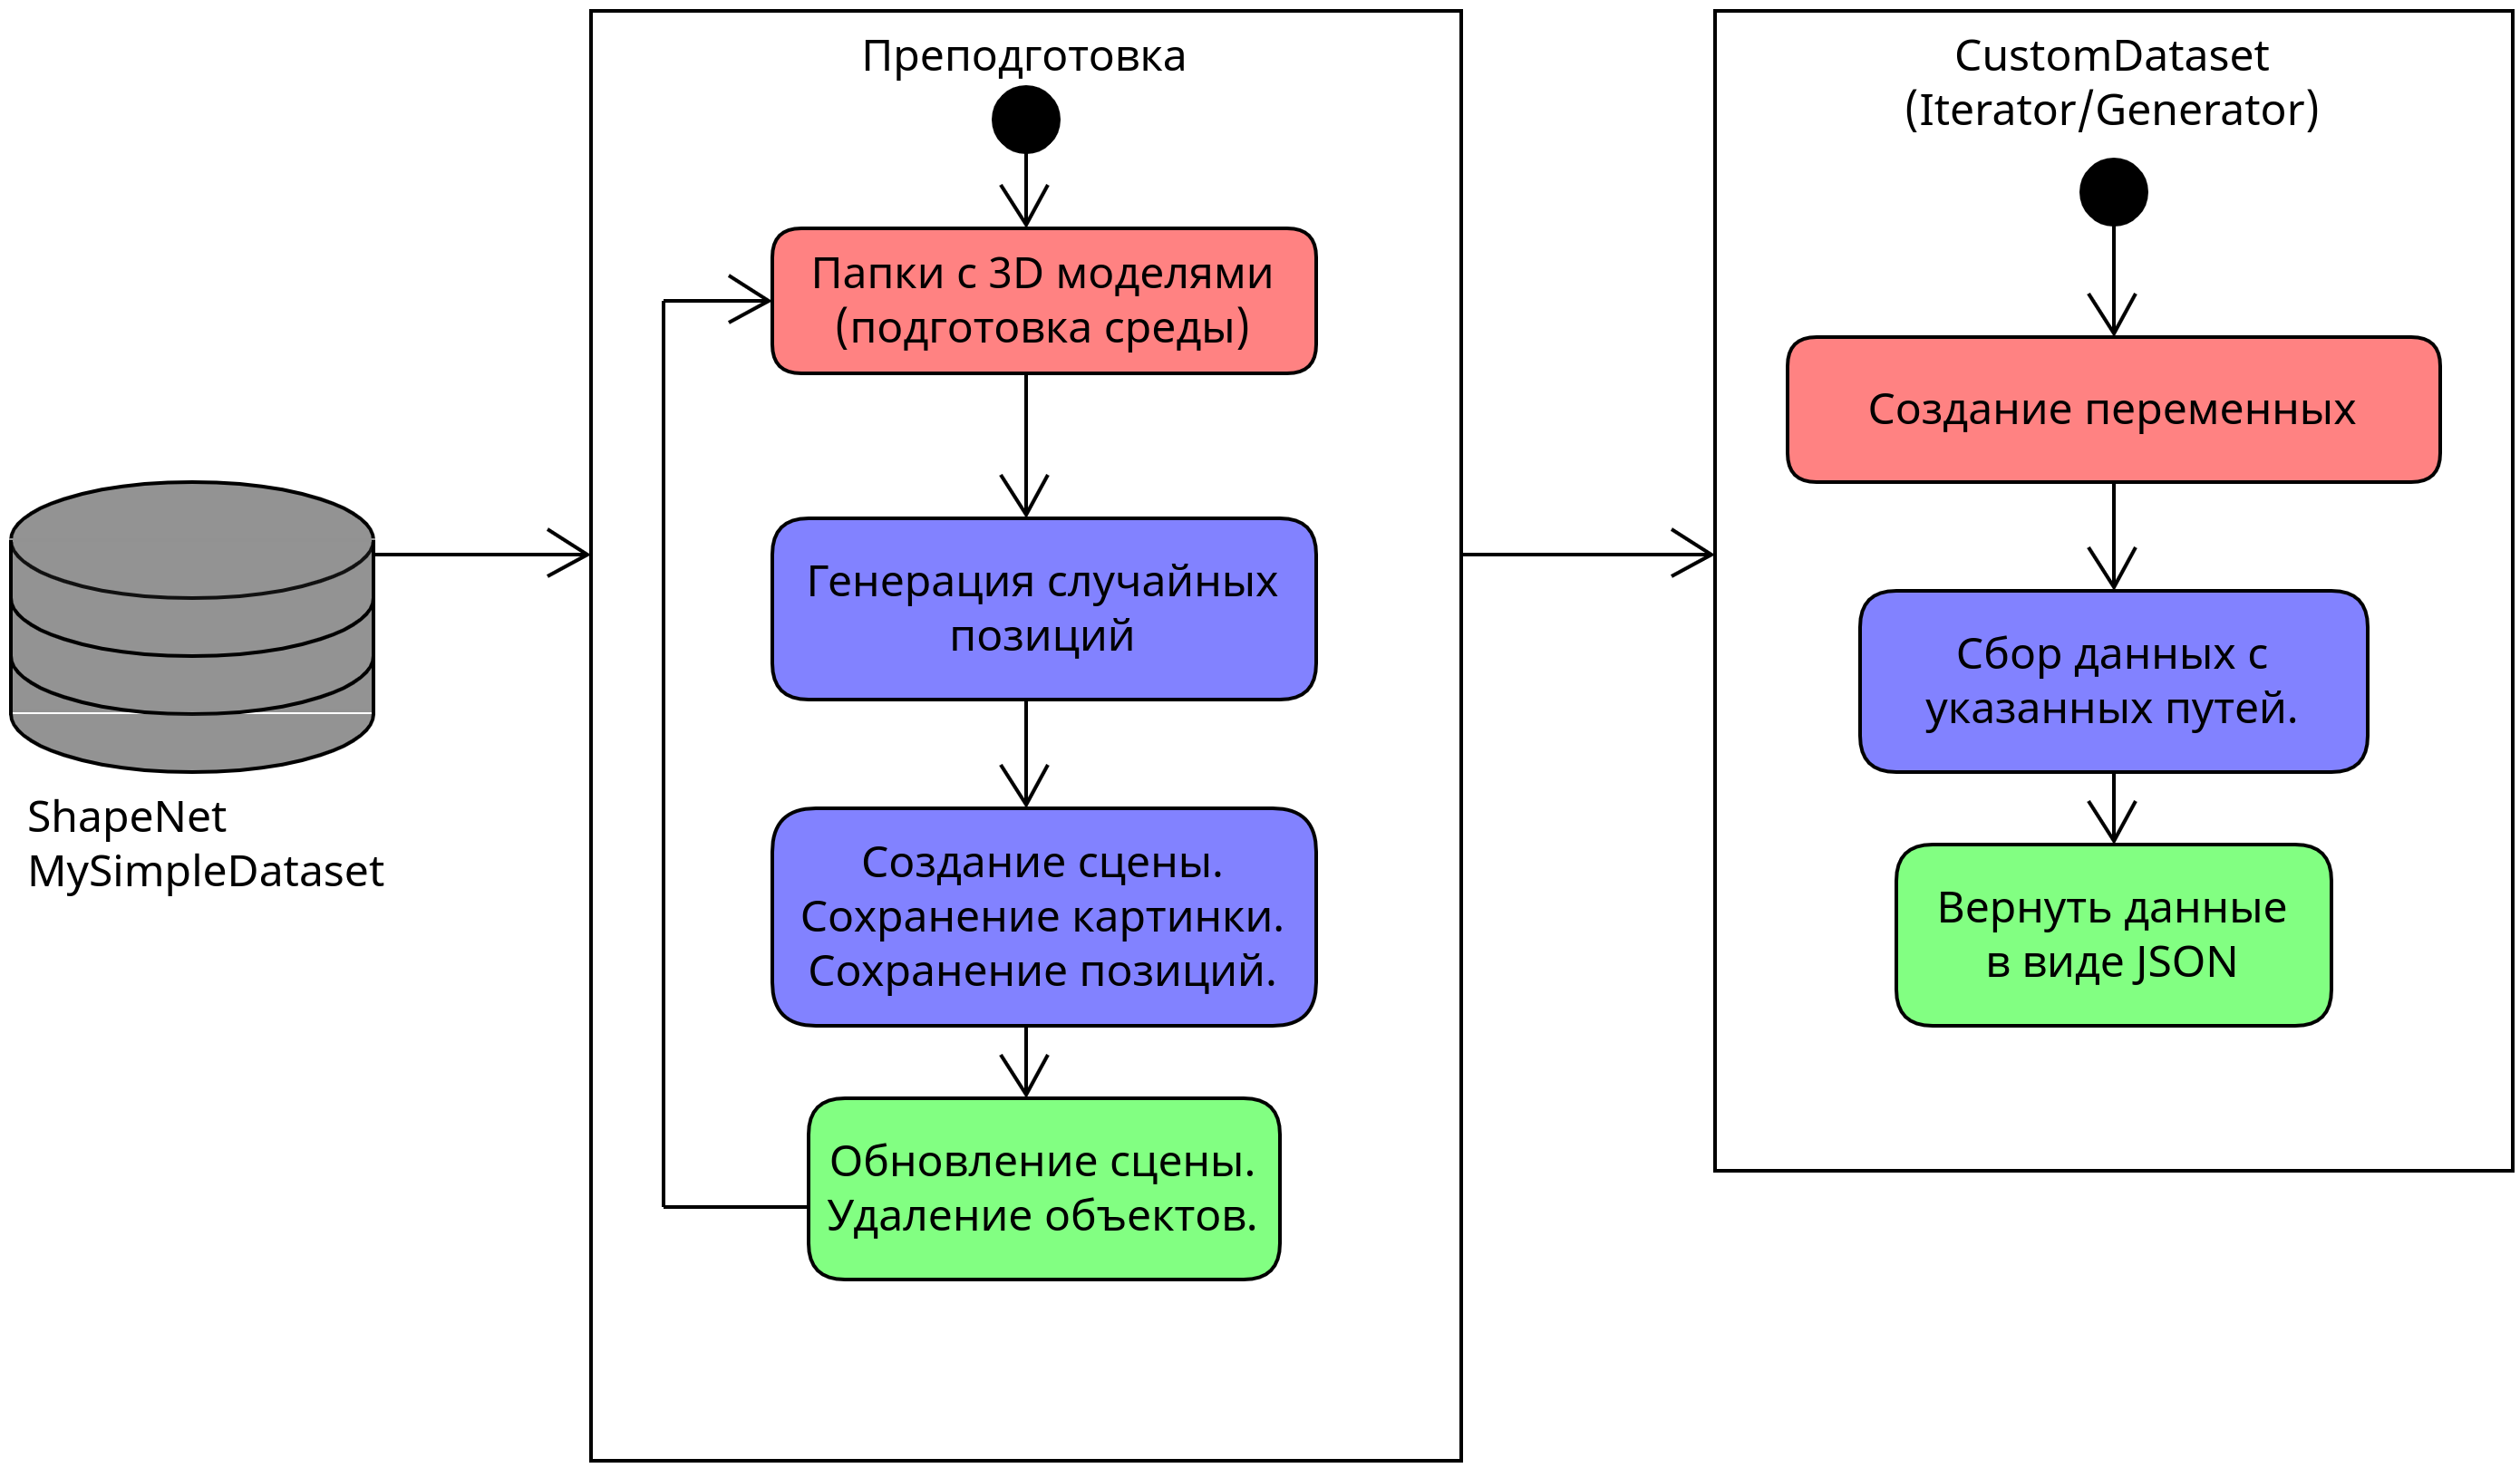 ShapeNet
MySimpleDataset
Преподготовка
Папки с 3D моделями
(подготовка среды)
Генерация случайных
позиций
Создание сцены.
Сохранение картинки.
Сохранение позиций.
Обновление сцены.
Удаление объектов.
CustomDataset
(Iterator/Generator)
Создание переменных
Сбор данных с
указанных путей.
Вернуть данные
в виде JSON